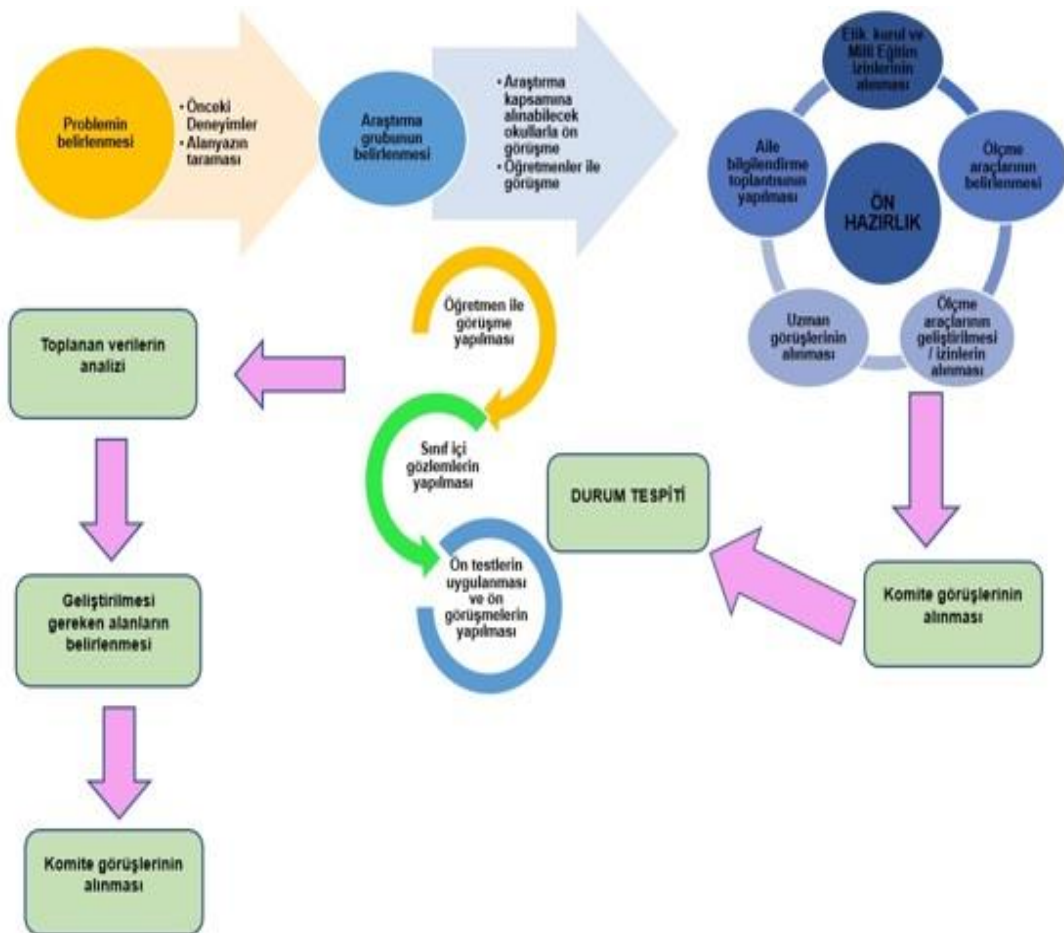 Problemin
belirlenmesi
• Önceki
Deneyimler
• Alanyazın
taraması
Araştırma
grubunun
belirlenmesi
• Araştırma
kapsamına
alınabilecek
okullarla ön
görüşme
• Öğretmenler ile
görüşme
Etik, kurul ve
Milli Eğitim
izinlerinin
alınması
Ölçme
araçlarının
belirlenmesi
Ölçme
araçlarının
geliştirilmesi
/ izinlerin
alınması
Uzman
görüşlerinin
alınması
Aile
bilgilendirme
toplantısının
yapılması
ÖN
HAZIRLIK
Komite görüşlerinin
alınması
DURUM TESPİTİ
Öğretmen ile
görüşme
yapılması
Sınıf içi
gözlemlerin
yapılması
Ön testlerin
uygulanması
ve ön
görüşmelerin
yapılması
Toplanan verilerin
analizi
Geliştirilmesi
gereken alanların
belirlenmesi
Komite görüşlerinin
alınması